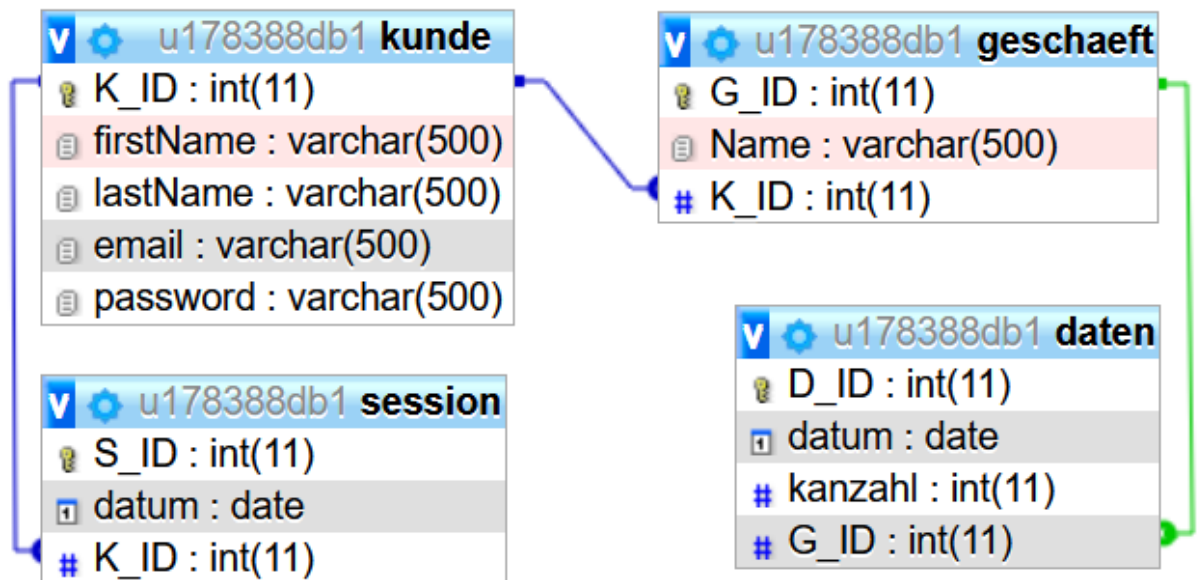 u178388db1 kunde
K_ID : int(11)
firstName : varchar(500)
lastName : varchar(500)
email : varchar(500)
password : varchar(500)
u178388db1 geschaeft
G_ID : int(11)
Name : varchar(500)
K_ID : int(11)
u178388db1 session
S_ID : int(11)
datum : date
K_ID : int(11)
u178388db1 daten
D_ID : int(11)
datum : date
kanzahl : int(11)
G_ID : int(11)